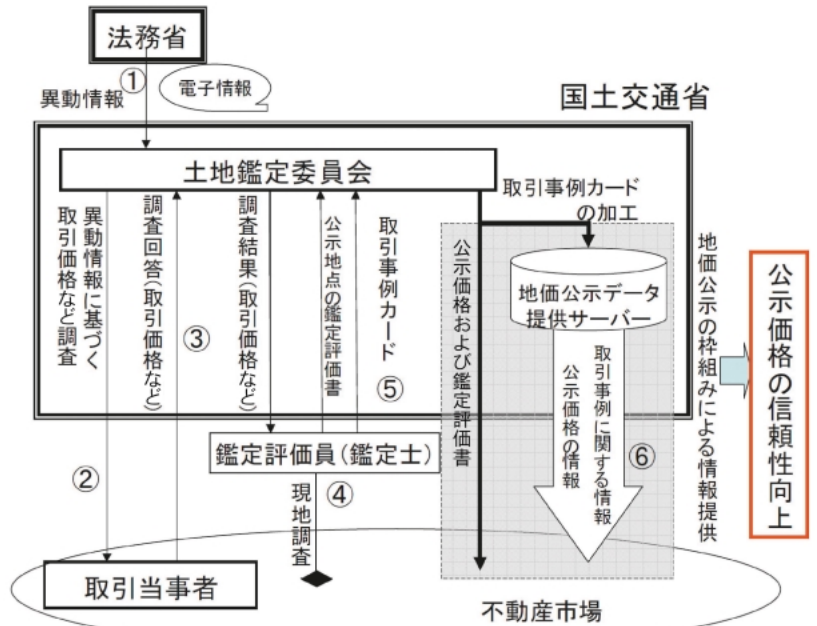 法務省
①
電子情報
異動情報
国土交通省
土地鑑定委員会
取引事例カード
の加工
異動情報に基づく
取引価格など調査
調査回答(取引価格など)
③
調査結果(取引価格など)
公示地点の鑑定評価書
取引事例カード
⑤
公示価格および鑑定評価書
地価公示データ
提供サーバー
取引事例に関する情報
公示価格の情報
⑥
地価公示の枠組みによる情報提供
公示価格の信頼性向上
鑑定評価員(鑑定士)
②
④
現地調査
取引当事者
不動産市場